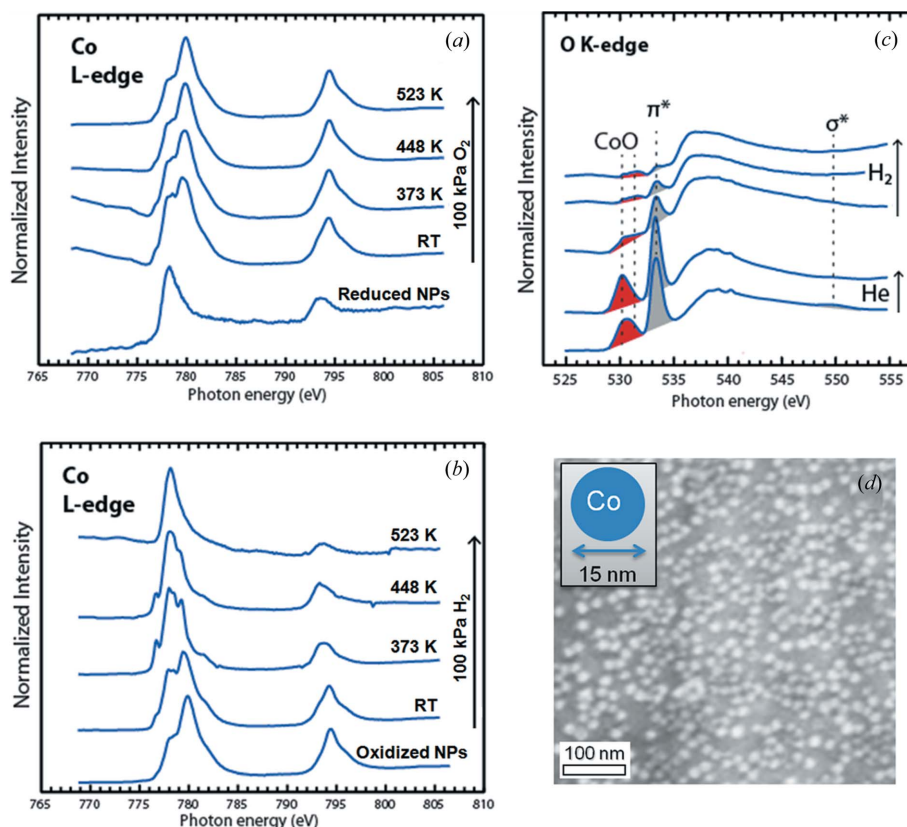 (a)
Co
L-edge
523 K
448 K
373 K
RT
Reduced NPs
100 kPa O2
Normalized Intensity
765 770 775 780 785 790 795 800 805 810
Photon energy (eV)
(c)
O K-edge
π*
CoO
σ*
H2
He
Normalized Intensity
525 530 535 540 545 550 555
Photon energy (eV)
(b)
Co
L-edge
523 K
448 K
373 K
RT
Oxidized NPs
100 kPa H2
Normalized Intensity
765 770 775 780 785 790 795 800 805 810
Photon energy (eV)
(d)
Co
15 nm
100 nm